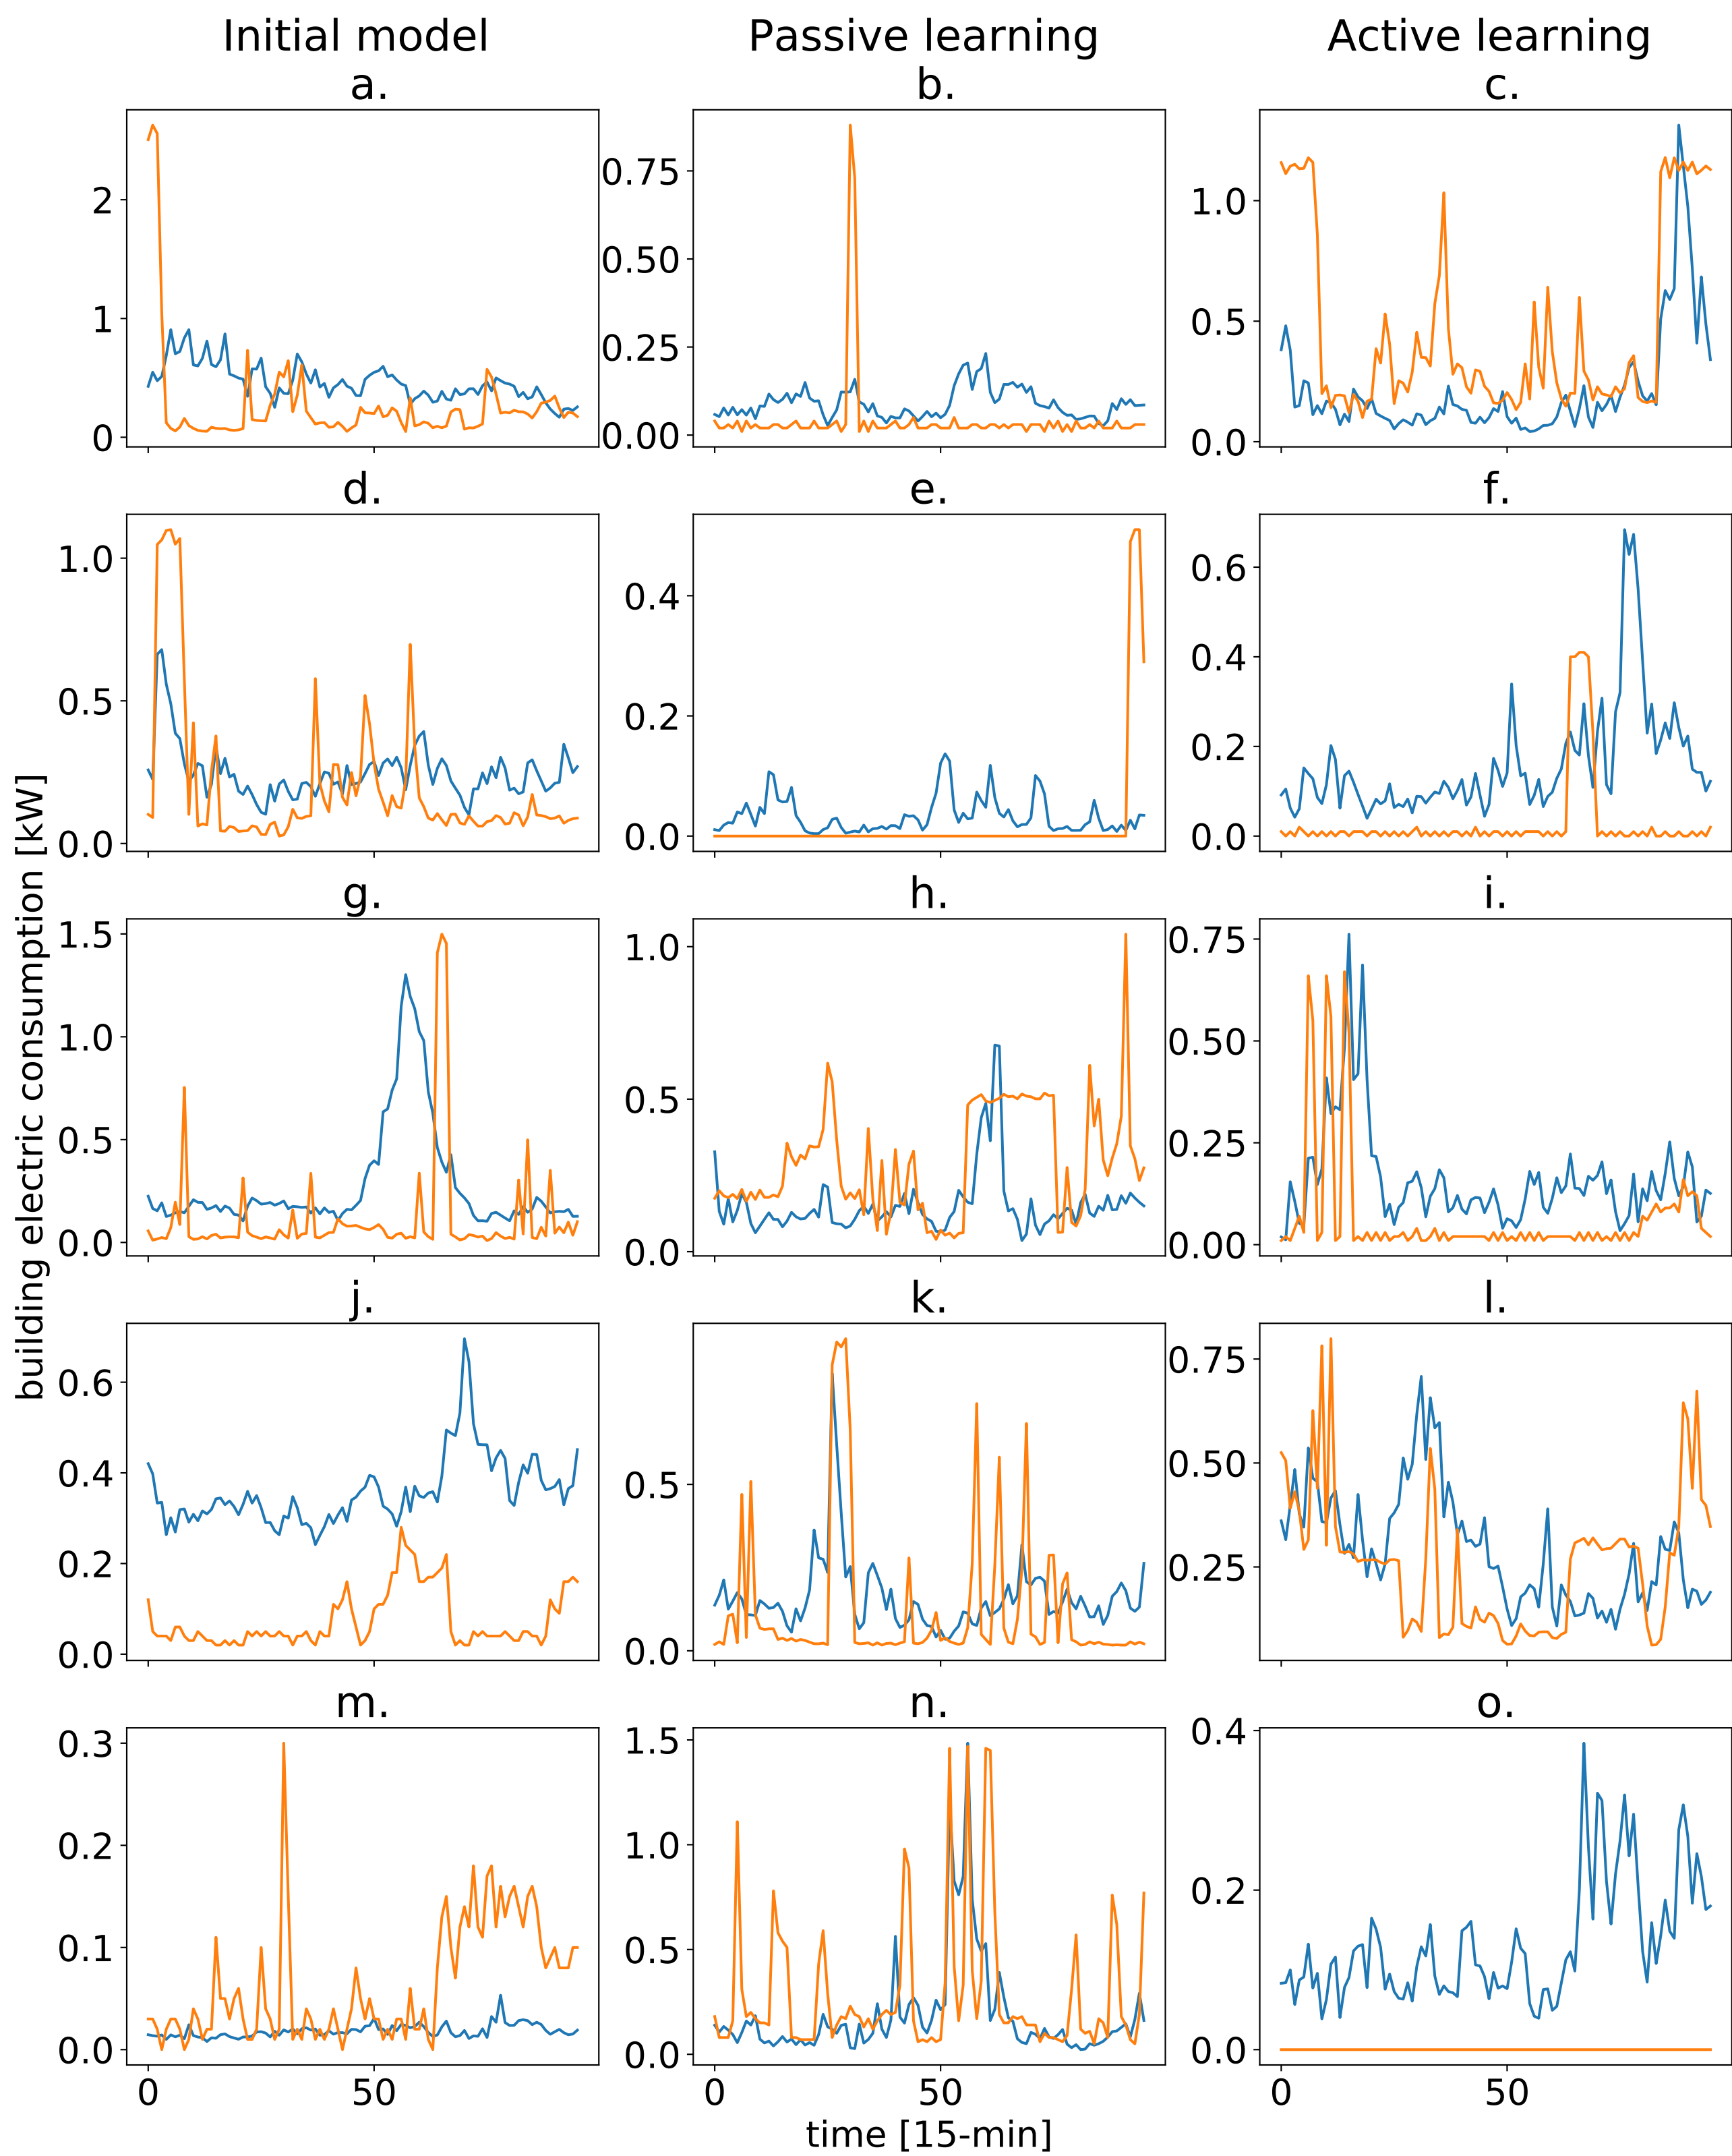 Initial model
Passive learning
Active learning
a.
b.
c.
2
1
0
0.75
0.50
0.25
0.00
1.0
0.5
0.0
d.
e.
f.
1.0
0.5
0.0
0.4
0.2
0.0
0.6
0.4
0.2
0.0
g.
h.
i.
1.5
1.0
0.5
0.0
1.0
0.5
0.0
0.75
0.50
0.25
0.00
j.
k.
l.
0.6
0.4
0.2
0.0
0.5
0.0
0.75
0.50
0.25
m.
n.
o.
0.3
0.2
0.1
0.0
1.5
1.0
0.5
0.0
0.4
0.2
0.0
0 50
0 50
0 50
building electric consumption [kW]
time [15-min]